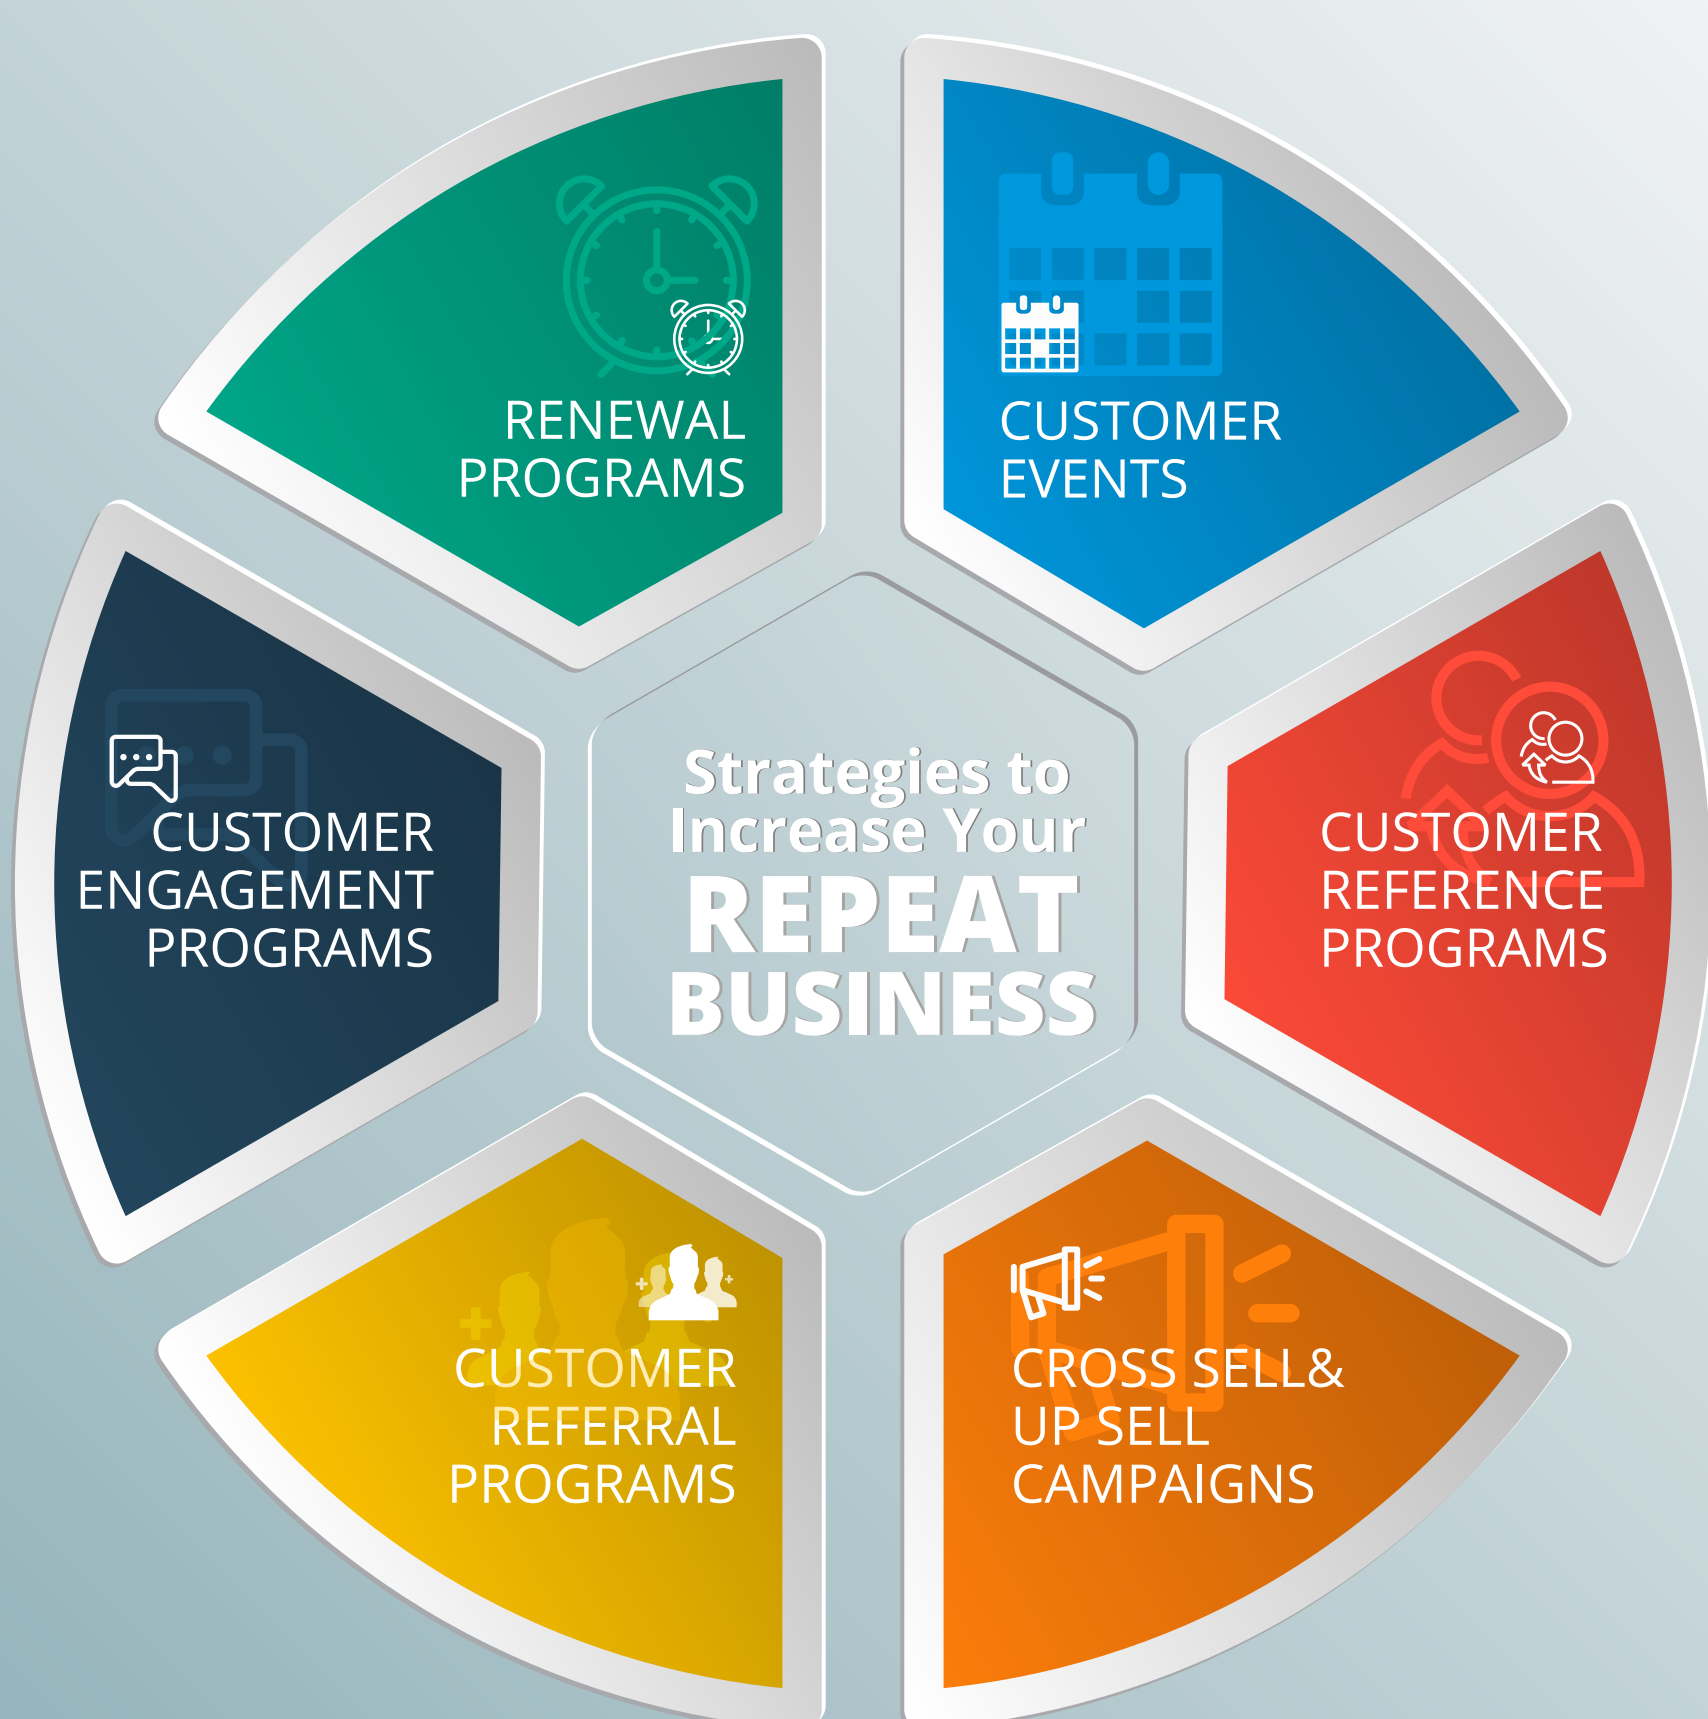 RENEWAL
PROGRAMS
CUSTOMER
EVENTS
CUSTOMER
ENGAGEMENT
PROGRAMS
Strategies to
Increase Your
REPEAT
BUSINESS
CUSTOMER
REFERENCE
PROGRAMS
CUSTOMER
REFERRAL
PROGRAMS
CROSS SELL&
UP SELL
CAMPAIGNS